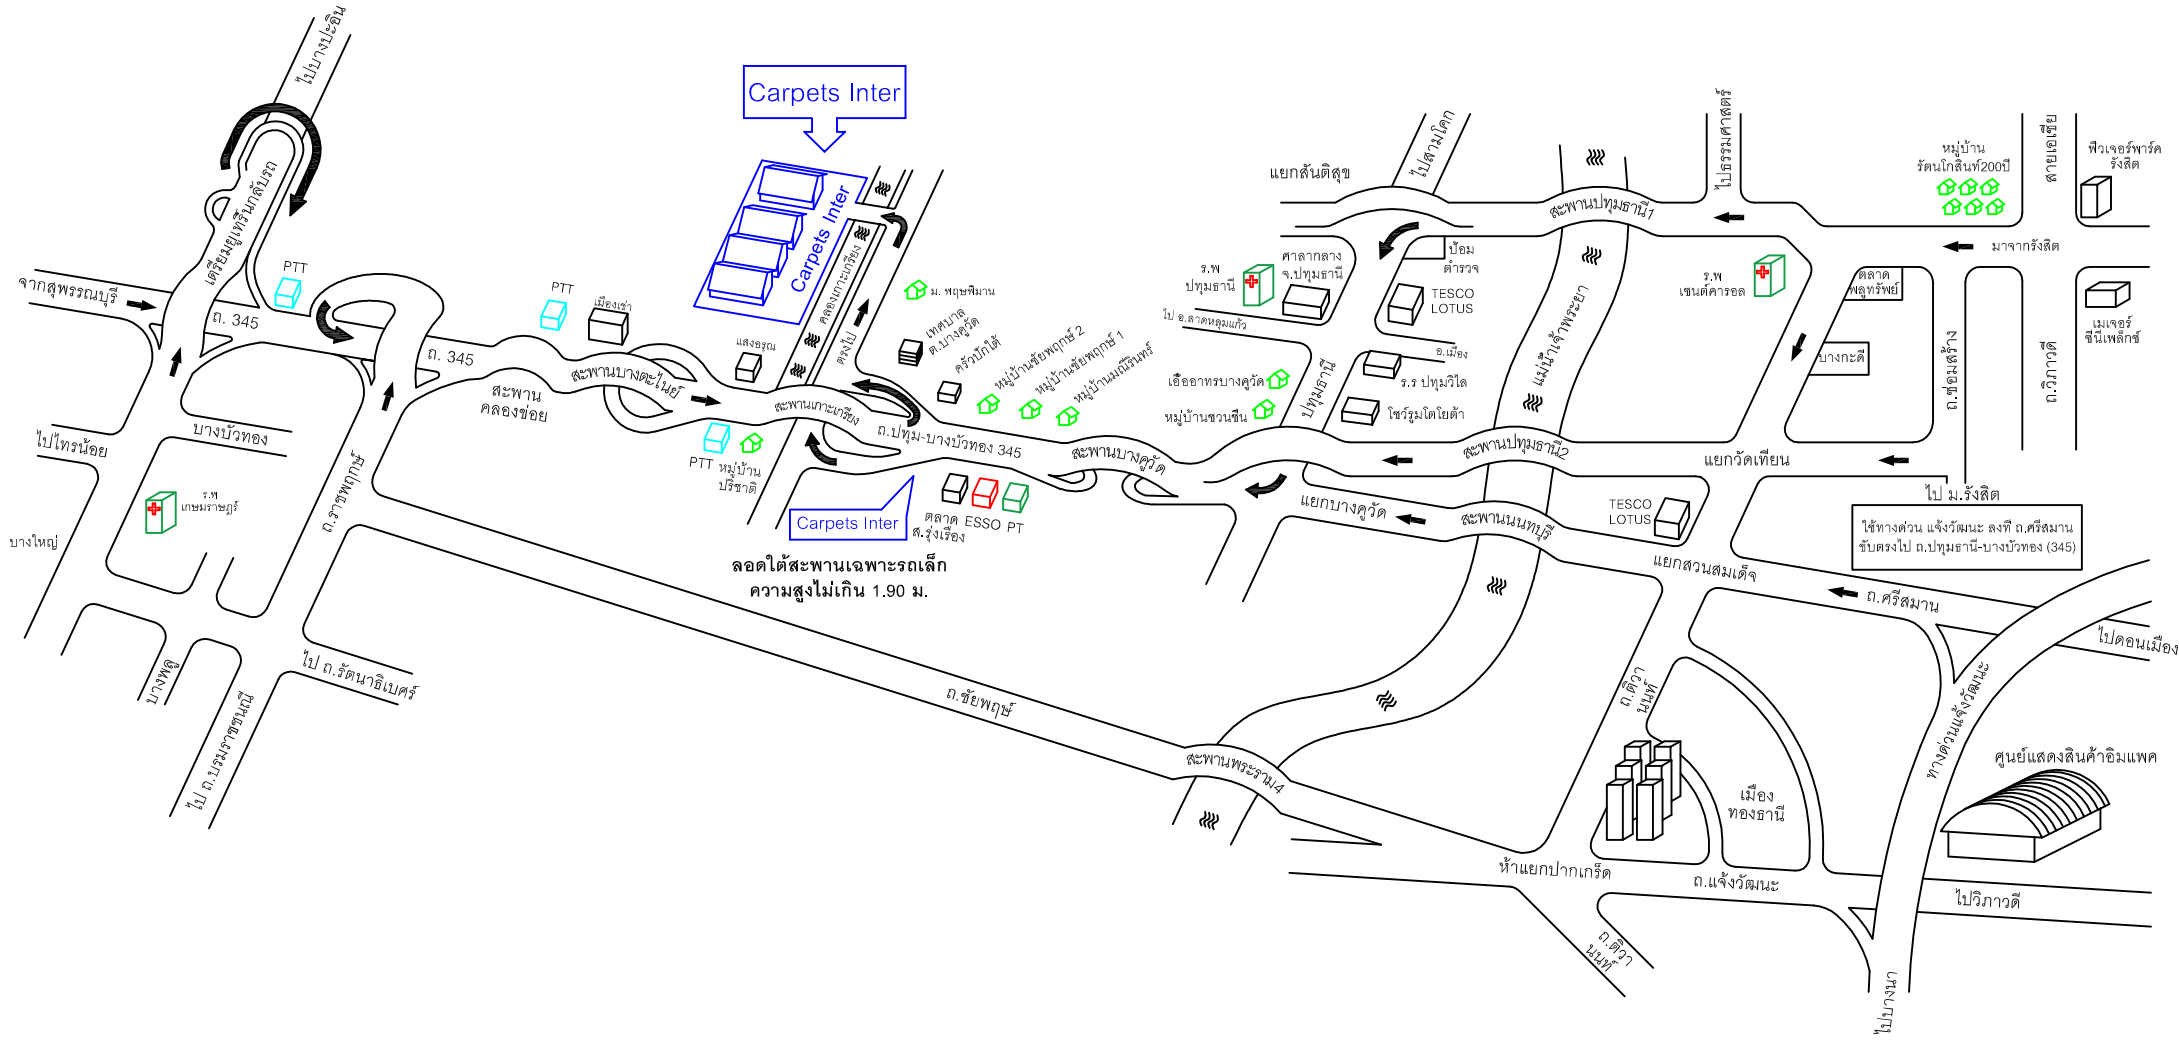 ไปบางปะอิน
เตรียมยูเทิร์นกลับรถ
จากสุพรรณบุรี
ถ. 345
PTT
ถ. 345
สะพาน
คลองข่อย
PTT
เมืองเก่า
สะพานบางตะไนย์
แสงอรุณ
Carpets Inter
Carpets Inter
คลองเกาะเกรียง
ตรงไป
สะพานเกาะเกรียง
ม. พฤษพิมาน
เทศบาล
ต.บางคูวัด
ครัวปักใต้
หมู่บ้านชัยพฤกษ์ 2
หมู่บ้านชัยพฤกษ์ 1
หมู่บ้านมณีรินทร์
ถ.ปทุม-บางบัวทอง 345
สะพานบางคูวัด
PTT
หมู่บ้าน
ปริชาติ
Carpets Inter
ลอดใต้สะพานเฉพาะรถเล็ก
ความสูงไม่เกิน 1.90 ม.
ตลาด
ส.รุ่งเรือง
ESSO
PT
ไปไทรน้อย
บางบัวทอง
ร.พ
เกษมราษฎร์
บางใหญ่
บางพลู
ถ.ราชพฤกษ์
ไป ถ.บรมราชชนนี
ไป ถ.รัตนาธิเบศร์
ถ.ชัยพฤษ์
สะพานพระราม4
แยกสันติสุข
ไปสามโคก
ร.พ
ปทุมธานี
ศาลากลาง
จ.ปทุมธานี
ป้อม
ตำรวจ
TESCO
LOTUS
ไป อ.ลาดหลุมแก้ว
อ.เมือง
ร.ร ปทุมวิไล
โชว์รูมโตโยต้า
เอื้ออาทรบางคูวัด
หมู่บ้านชวนชื่น
ปทุมธานี
สะพานปทุมธานี1
แม่น้ำเจ้าพระยา
สะพานปทุมธานี2
แยกบางคูวัด
สะพานนนทบุรี
ไปธรรมศาสตร์
ร.พ
เซนต์คารอล
หมู่บ้าน
รัตนโกสินท์200ปี
สายเอเชีย
ฟิวเจอร์พาร์ค
รังสิต
มาจากรังสิต
ตลาด
พลูทรัพย์
บางกะดี
ถ.ซ่อมสร้าง
ถ.วิภาวดี
เมเจอร์
ซีนีเพล็กซ์
แยกวัดเทียน
ไป ม.รังสิต
TESCO
LOTUS
ใช้ทางด่วน แจ้งวัฒนะ ลงที่ ถ.ศรีสมาน
ขับตรงไป ถ.ปทุมธานี-บางบัวทอง (345)
แยกสวนสมเด็จ
ถ.ศรีสมาน
ไปดอนเมือง
ถ.ติวา
นนท์
เมือง
ทองธานี
ทางด่วนแจ้งวัฒนะ
ศูนย์แสดงสินค้าอิมแพค
ห้าแยกปากเกร็ด
ถ.แจ้งวัฒนะ
ไปวิภาวดี
ถ.ติวา
นนท์
ไปบางนา